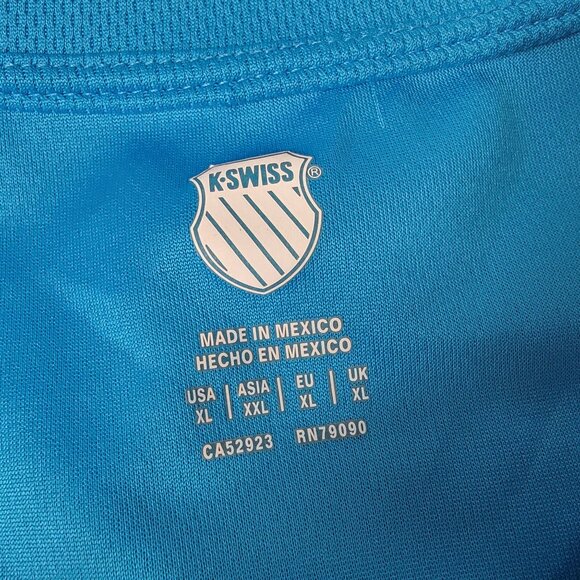 K·SWISS ®
MADE IN MEXICO
HECHO EN MEXICO
USA | ASIA | EU | UK
XL | XXL | XL | XL
CA52923 RN79090